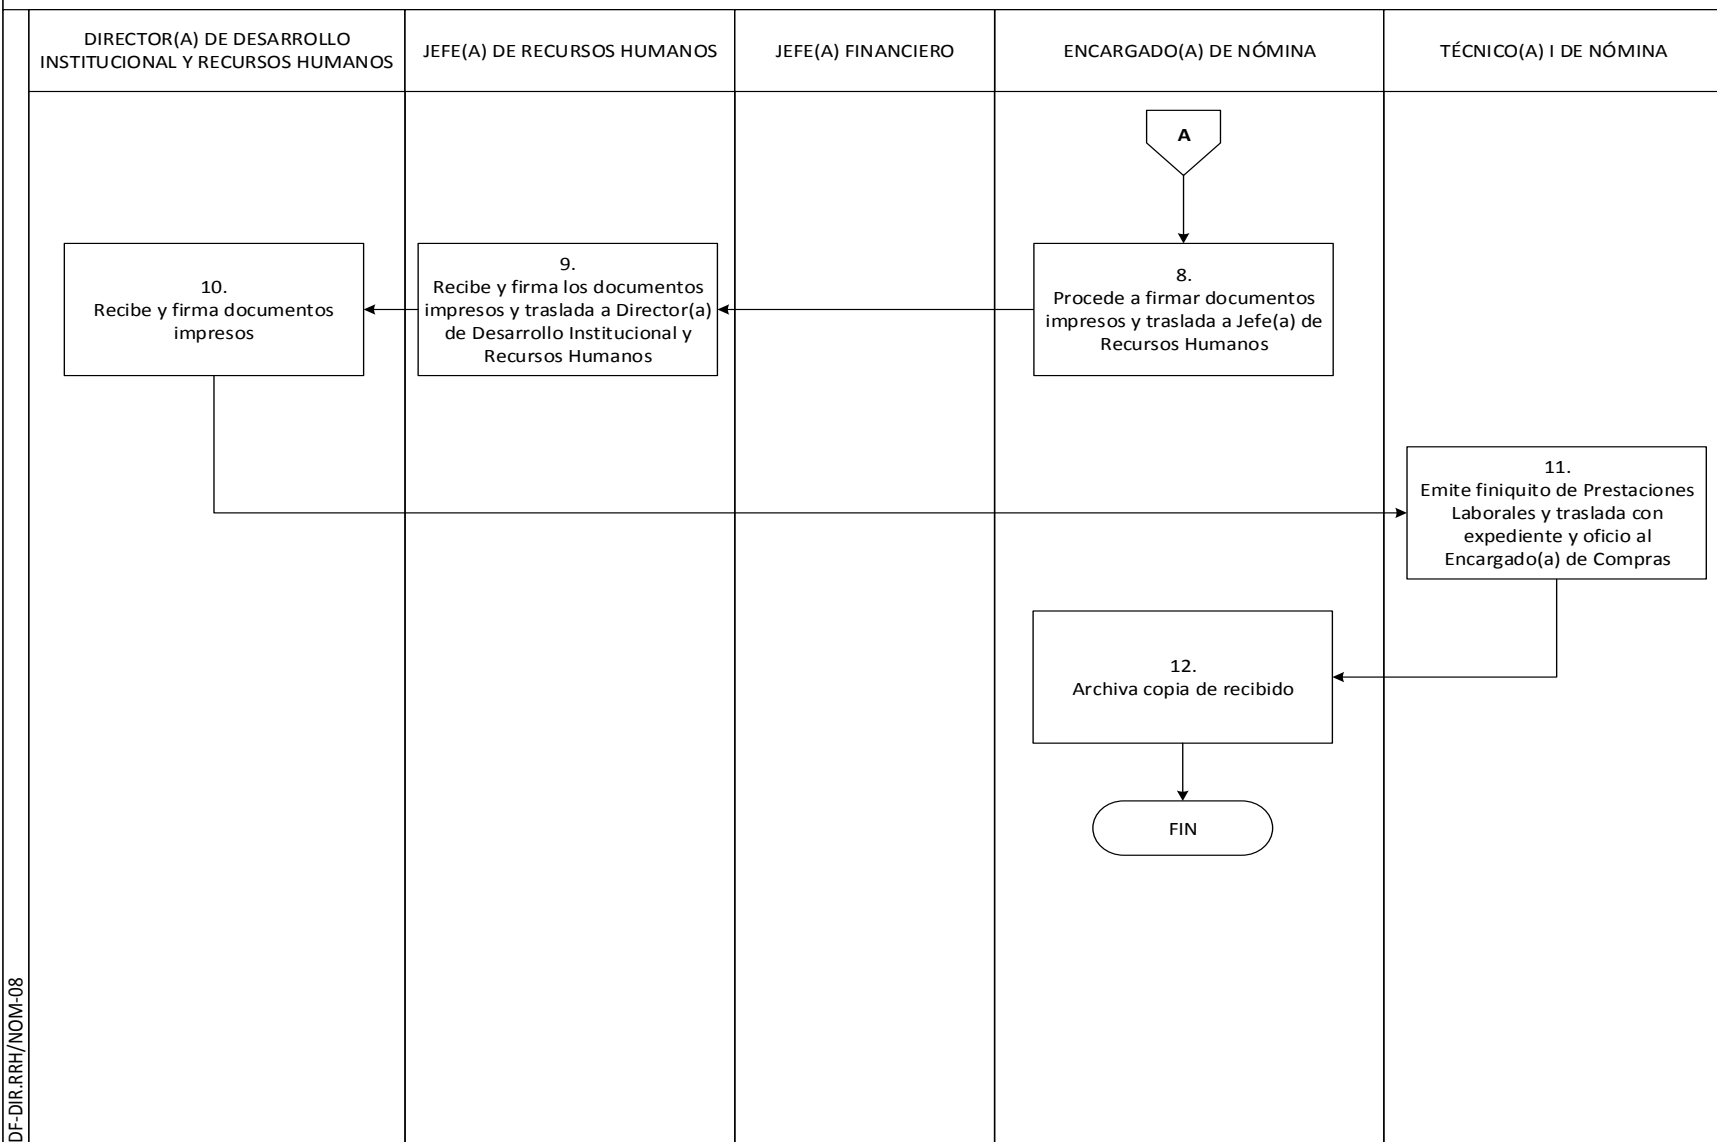 DIRECTOR(A) DE DESARROLLO
INSTITUCIONAL Y RECURSOS HUMANOS
JEFE(A) DE RECURSOS HUMANOS
JEFE(A) FINANCIERO
ENCARGADO(A) DE NÓMINA
TÉCNICO(A) I DE NÓMINA
A
10.
Recibe y firma documentos
impresos
9.
Recibe y firma los documentos
impresos y traslada a Director(a)
de Desarrollo Institucional y
Recursos Humanos
8.
Procede a firmar documentos
impresos y traslada a Jefe(a) de
Recursos Humanos
11.
Emite finiquito de Prestaciones
Laborales y traslada con
expediente y oficio al
Encargado(a) de Compras
12.
Archiva copia de recibido
FIN
DF-DIR.RRH/NOM-08